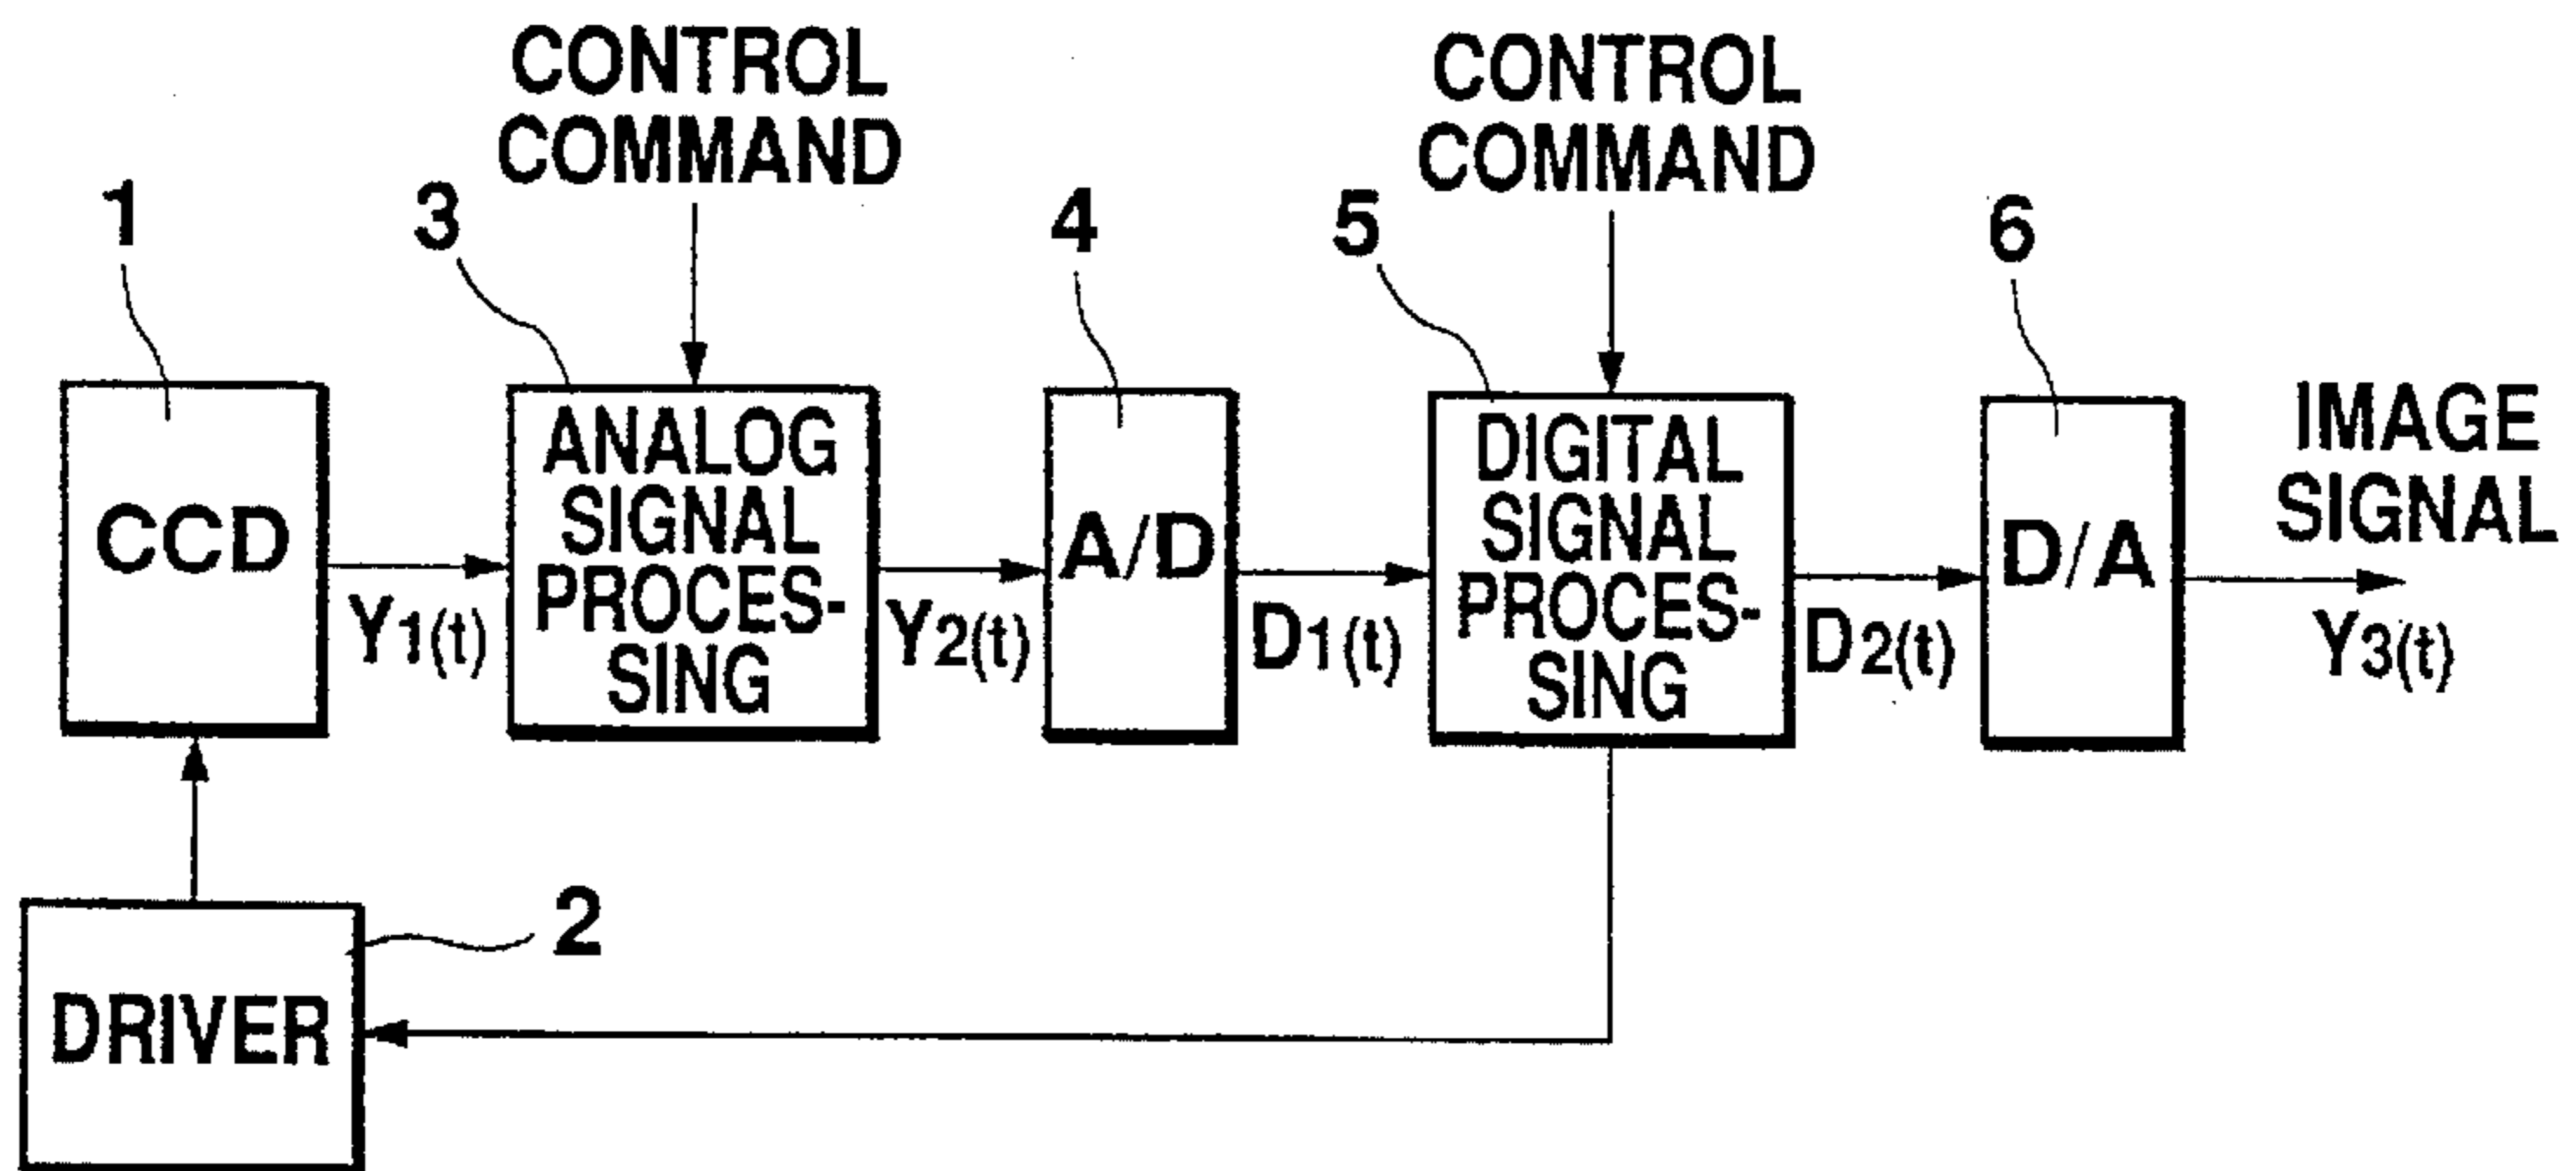 CONTROL
COMMAND
CONTROL
COMMAND
1
3
4
5
6
CCD
ANALOG
SIGNAL
PROCES-
SING
A/D
DIGITAL
SIGNAL
PROCES-
SING
D/A
IMAGE
SIGNAL
Y1(t)
Y2(t)
D1(t)
D2(t)
Y3(t)
2
DRIVER